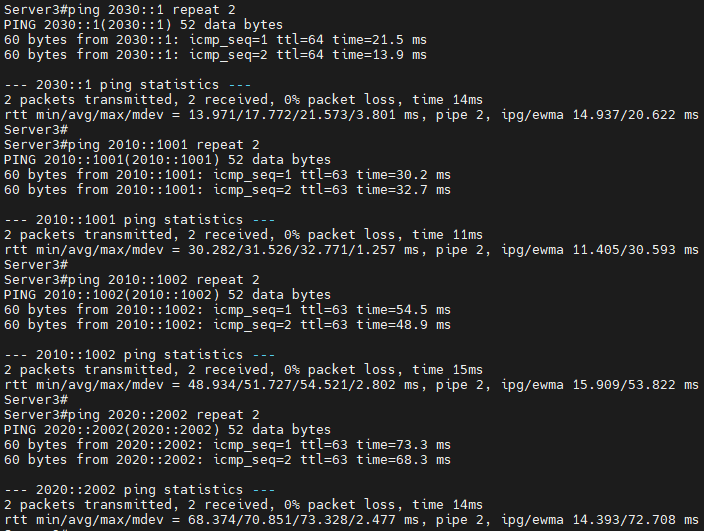 Server3#ping 2030::1 repeat 2
PING 2030::1(2030::1) 52 data bytes
60 bytes from 2030::1: icmp_seq=1 ttl=64 time=21.5 ms
60 bytes from 2030::1: icmp_seq=2 ttl=64 time=13.9 ms
--- 2030::1 ping statistics ---
2 packets transmitted, 2 received, 0% packet loss, time 14ms
rtt min/avg/max/mdev = 13.971/17.772/21.573/3.801 ms, pipe 2, ipg/ewma 14.937/20.622 ms
Server3#
Server3#ping 2010::1001 repeat 2
PING 2010::1001(2010::1001) 52 data bytes
60 bytes from 2010::1001: icmp_seq=1 ttl=63 time=30.2 ms
60 bytes from 2010::1001: icmp_seq=2 ttl=63 time=32.7 ms
--- 2010::1001 ping statistics ---
2 packets transmitted, 2 received, 0% packet loss, time 11ms
rtt min/avg/max/mdev = 30.282/31.526/32.771/1.257 ms, pipe 2, ipg/ewma 11.405/30.593 ms
Server3#
Server3#ping 2010::1002 repeat 2
PING 2010::1002(2010::1002) 52 data bytes
60 bytes from 2010::1002: icmp_seq=1 ttl=63 time=54.5 ms
60 bytes from 2010::1002: icmp_seq=2 ttl=63 time=48.9 ms
--- 2010::1002 ping statistics ---
2 packets transmitted, 2 received, 0% packet loss, time 15ms
rtt min/avg/max/mdev = 48.934/51.727/54.521/2.802 ms, pipe 2, ipg/ewma 15.909/53.822 ms
Server3#
Server3#ping 2020::2002 repeat 2
PING 2020::2002(2020::2002) 52 data bytes
60 bytes from 2020::2002: icmp_seq=1 ttl=63 time=73.3 ms
60 bytes from 2020::2002: icmp_seq=2 ttl=63 time=68.3 ms
--- 2020::2002 ping statistics ---
2 packets transmitted, 2 received, 0% packet loss, time 14ms
rtt min/avg/max/mdev = 68.374/70.851/73.328/2.477 ms, pipe 2, ipg/ewma 14.393/72.708 ms